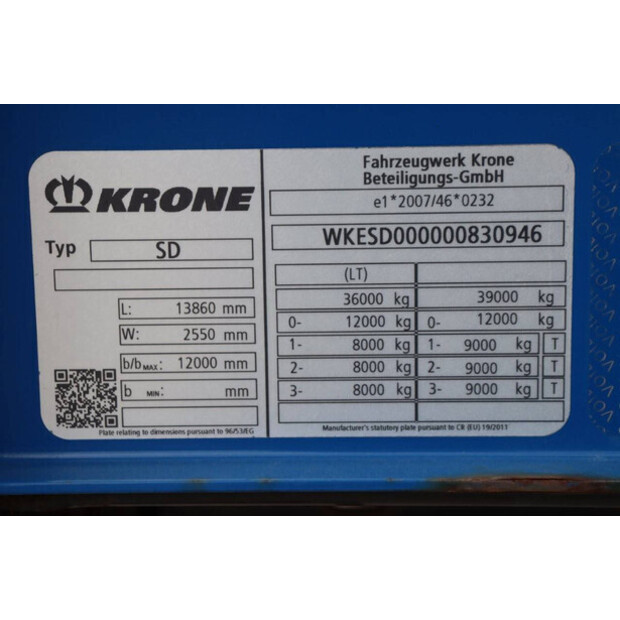 KRONE
Typ SD
L: 13860 mm
W: 2550 mm
b/bMAX: 12000 mm
b MIN: mm
Plate relating to dimensions pursuant to 96/53/EG
Fahrzeugwerk Krone
Beteiligungs-GmbH
e1*2007/46*0232
WKESD000000830946
(LT)
36000 kg 39000 kg
0- 12000 kg 0- 12000 kg
1- 8000 kg 1- 9000 kg T
2- 8000 kg 2- 9000 kg T
3- 8000 kg 3- 9000 kg T
Manufacturer's statutory plate pursuant to CR (EU) 19/2011